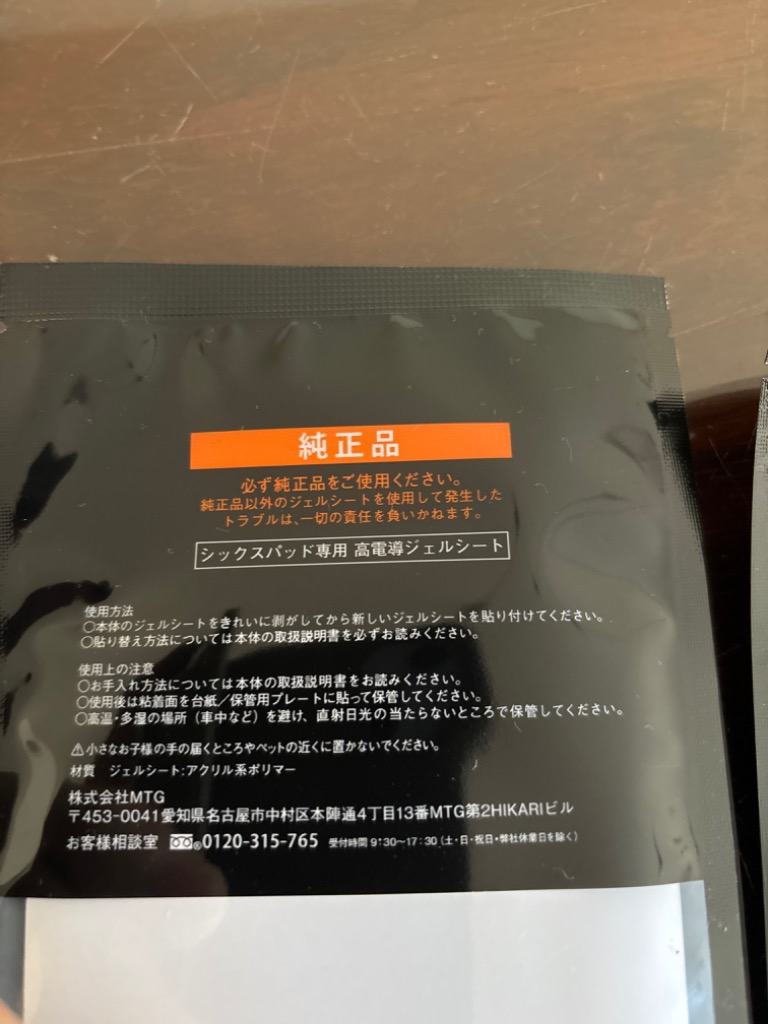 純正品
必ず純正品をご使用ください。
純正品以外のジェルシートを使用して発生した
トラブルは、一切の責任を負いかねます。
シックスパッド専用 高電導ジェルシート
使用方法
○本体のジェルシートをきれいに剥がしてから新しいジェルシートを貼り付けてください。
○貼り替え方法については本体の取扱説明書を必ずお読みください。
使用上の注意
○お手入れ方法については本体の取扱説明書をお読みください。
○使用後は粘着面を台紙／保管用プレートに貼って保管してください。
○高温・多湿の場所（車中など）を避け、直射日光の当たらないところで保管してください。
⚠小さなお子様の手の届くところやペットの近くに置かないでください。
材質 ジェルシート:アクリル系ポリマー
株式会社MTG
〒453-0041愛知県名古屋市中村区本陣通4丁目13番MTG第2HIKARIビル
お客様相談室 0120-315-765 受付時間 9:30〜17:30（土・日・祝日・弊社休業日を除く）